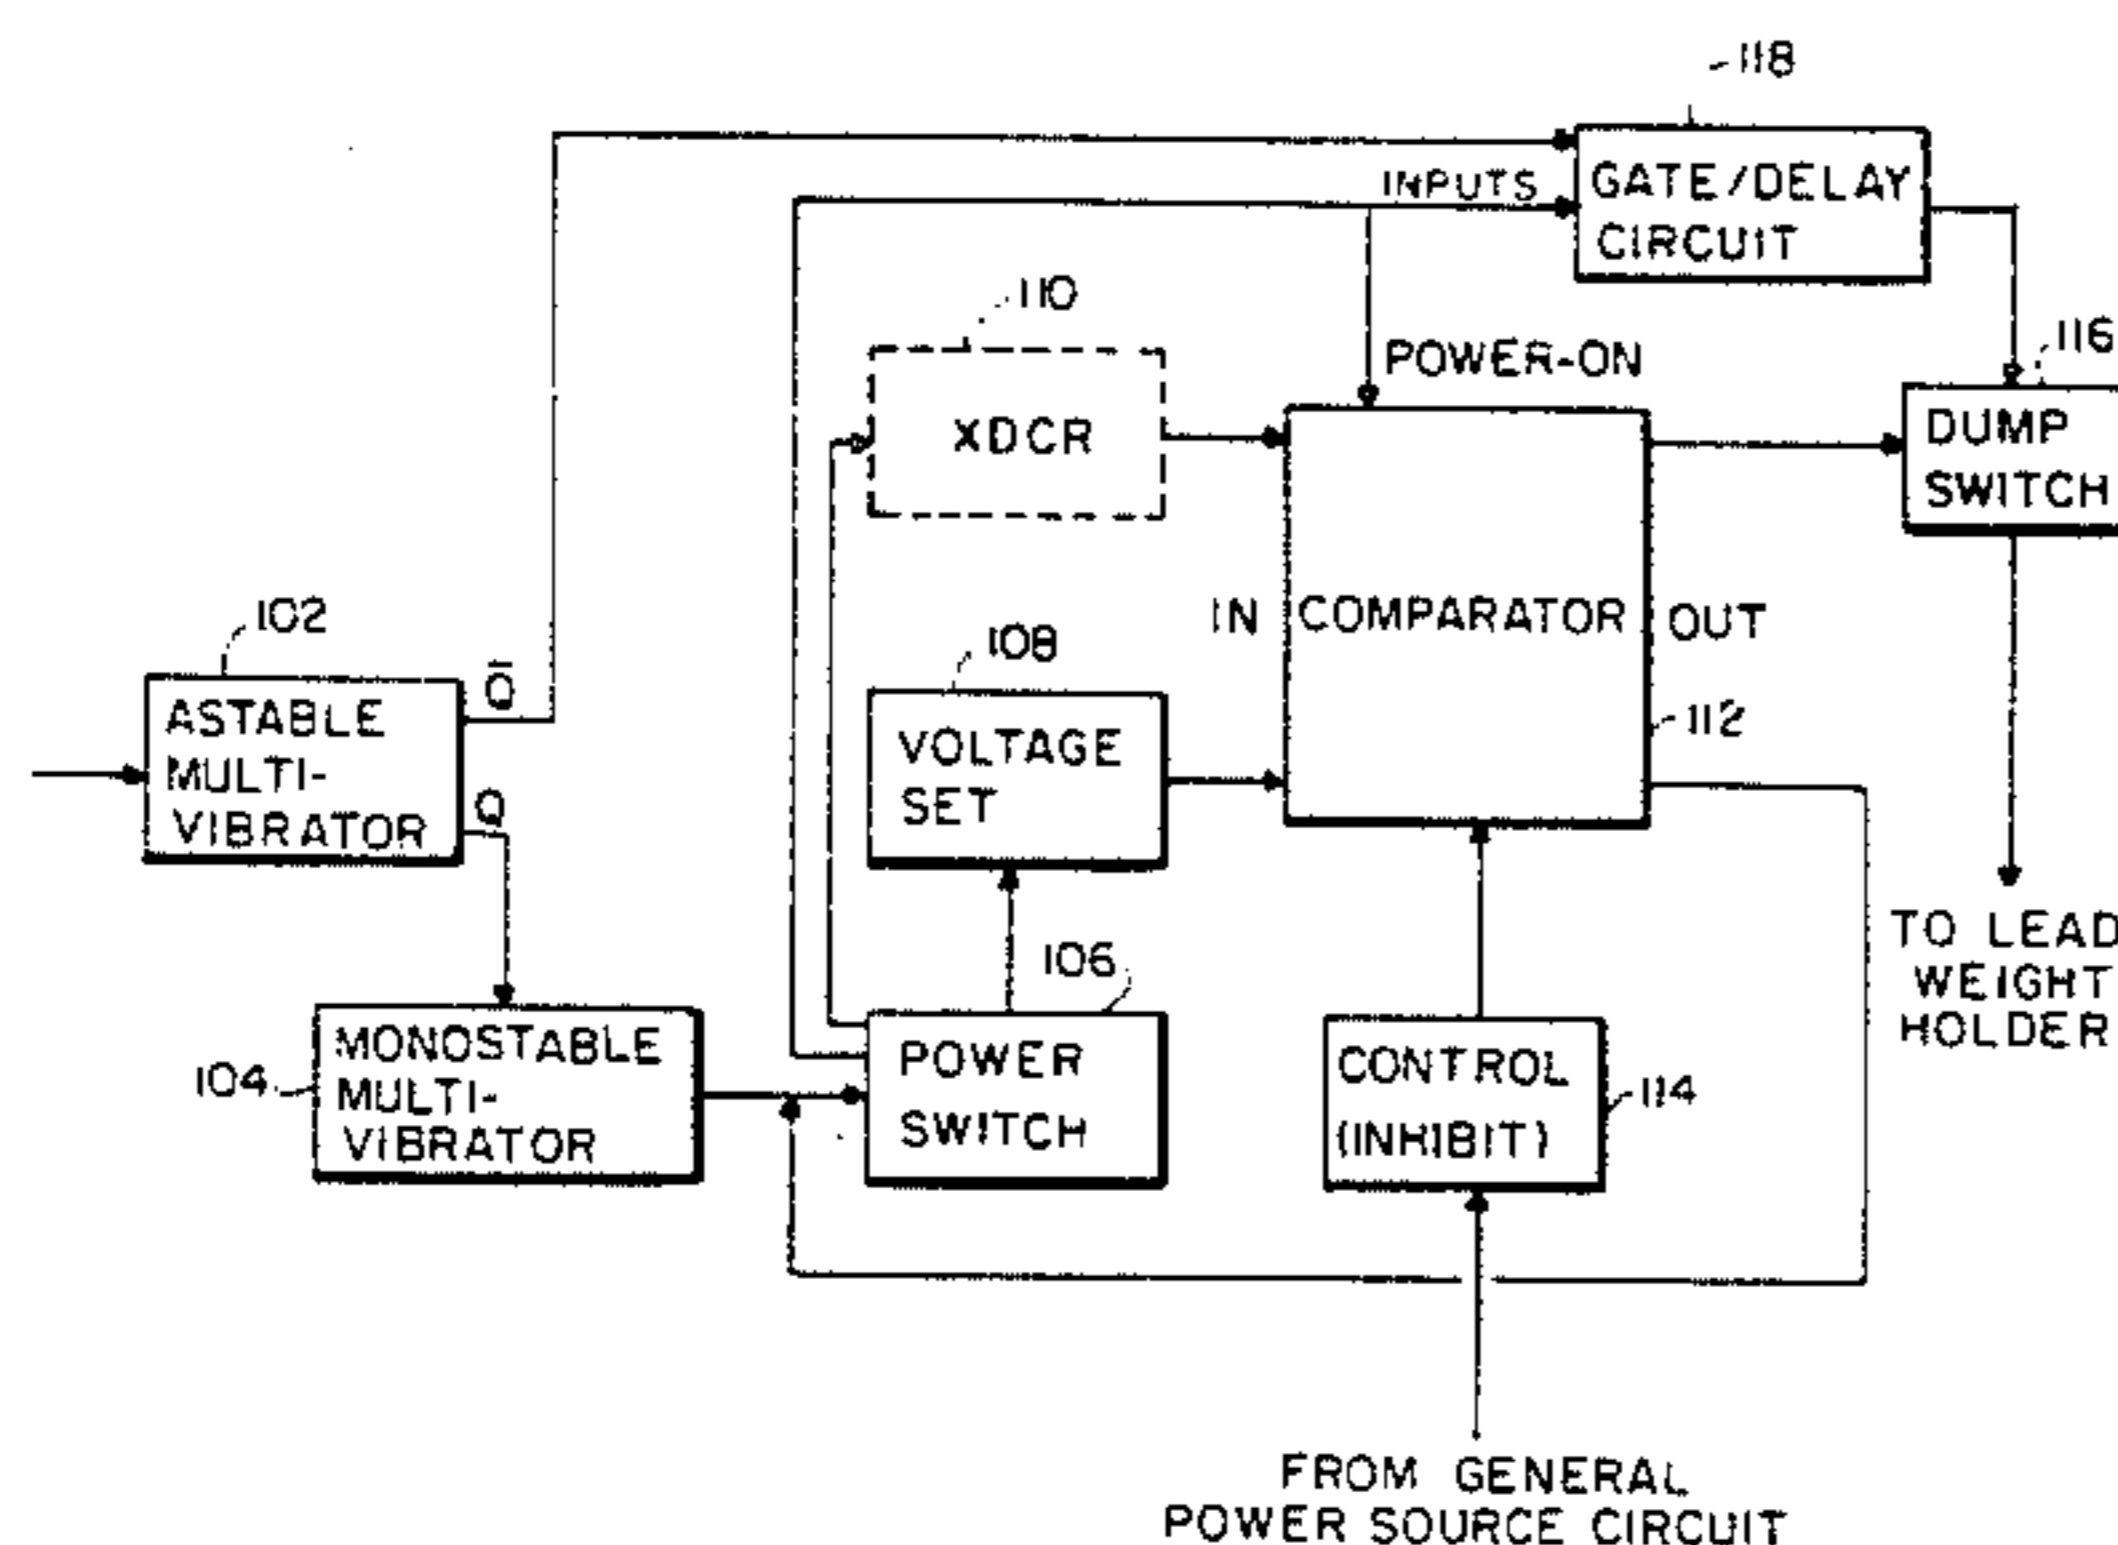 118
GATE/DELAY
CIRCUIT
INPUTS
110
POWER-ON
116
XDCR
DUMP
SWITCH
102
Q̄
ASTABLE
MULTI-
VIBRATOR
Q
108
VOLTAGE
SET
IN
COMPARATOR
OUT
112
TO LEAD
WEIGHT
HOLDER
104
MONOSTABLE
MULTI-
VIBRATOR
106
POWER
SWITCH
CONTROL
(INHIBIT)
114
FROM GENERAL
POWER SOURCE CIRCUIT